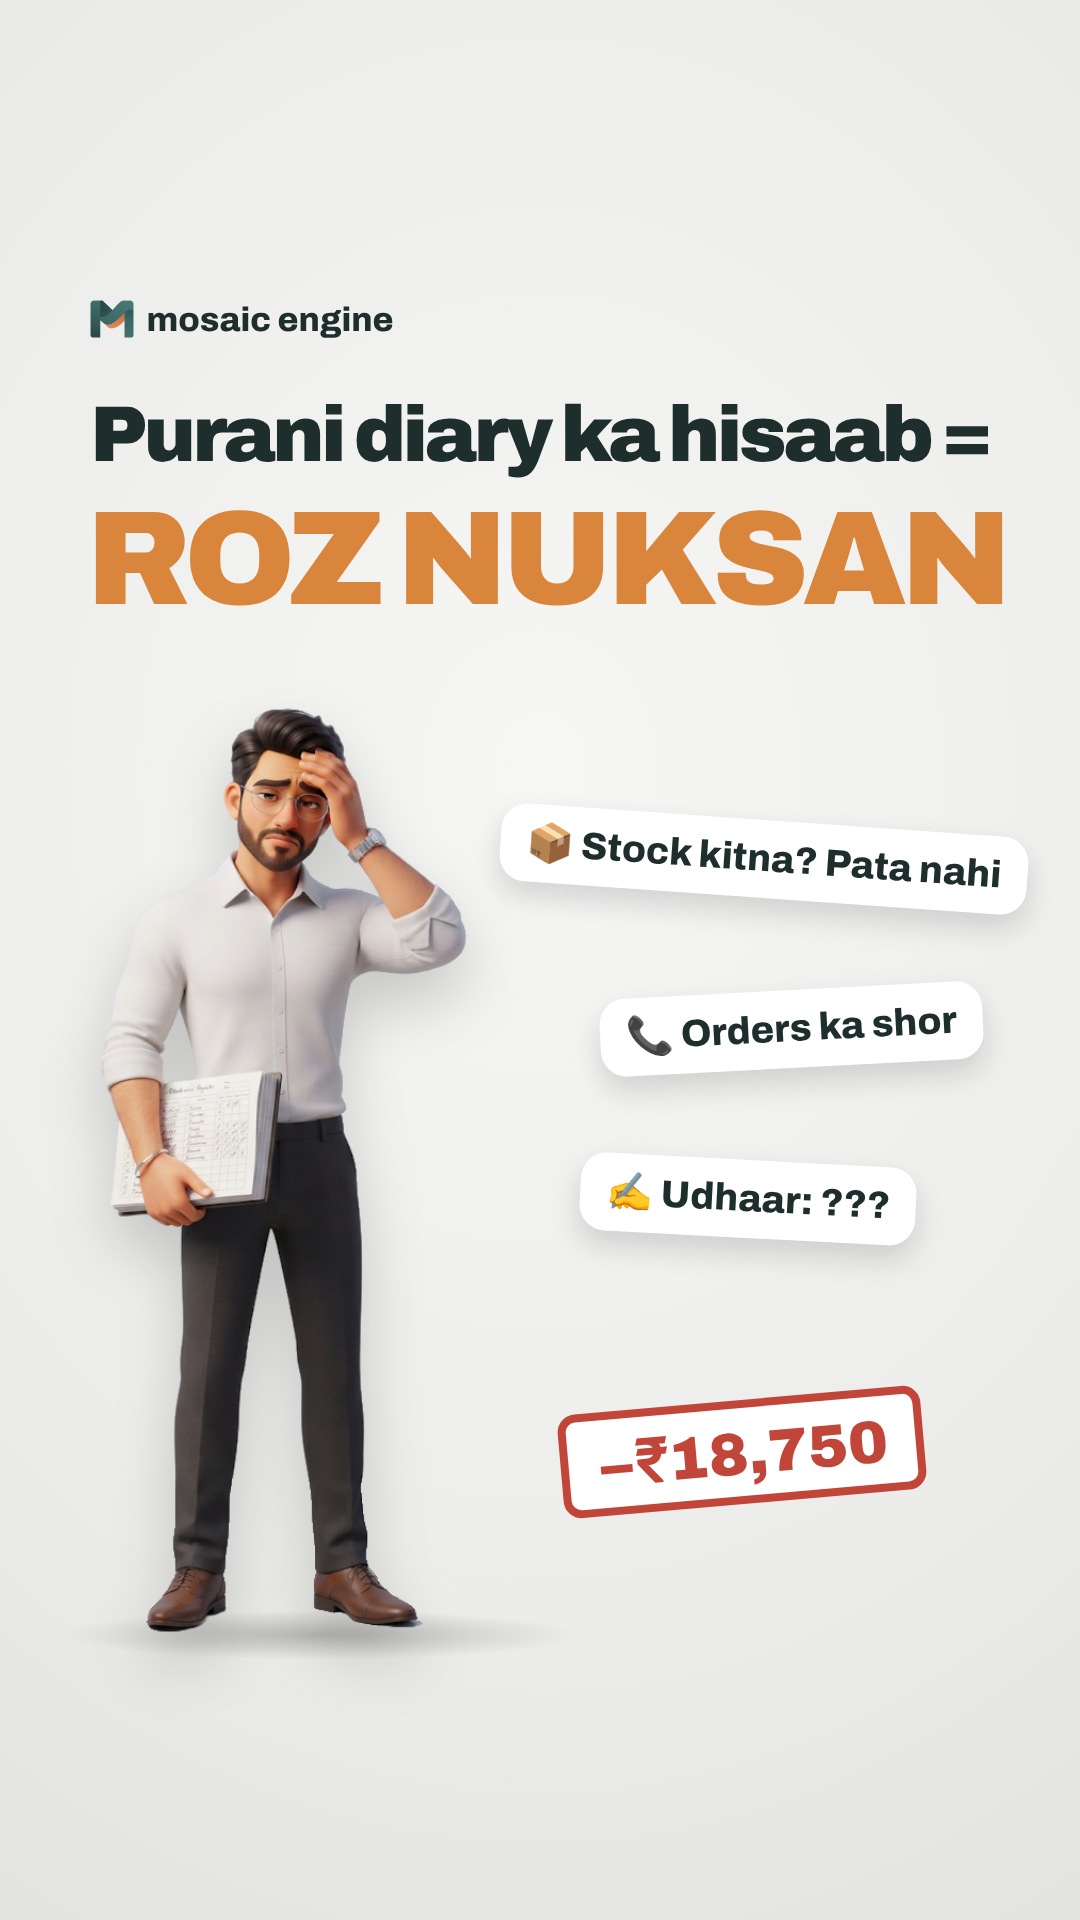 mosaic engine
Purani diary ka hisaab =
ROZ NUKSAN
📦 Stock kitna? Pata nahi
📞 Orders ka shor
✍️ Udhaar: ???
–₹18,750